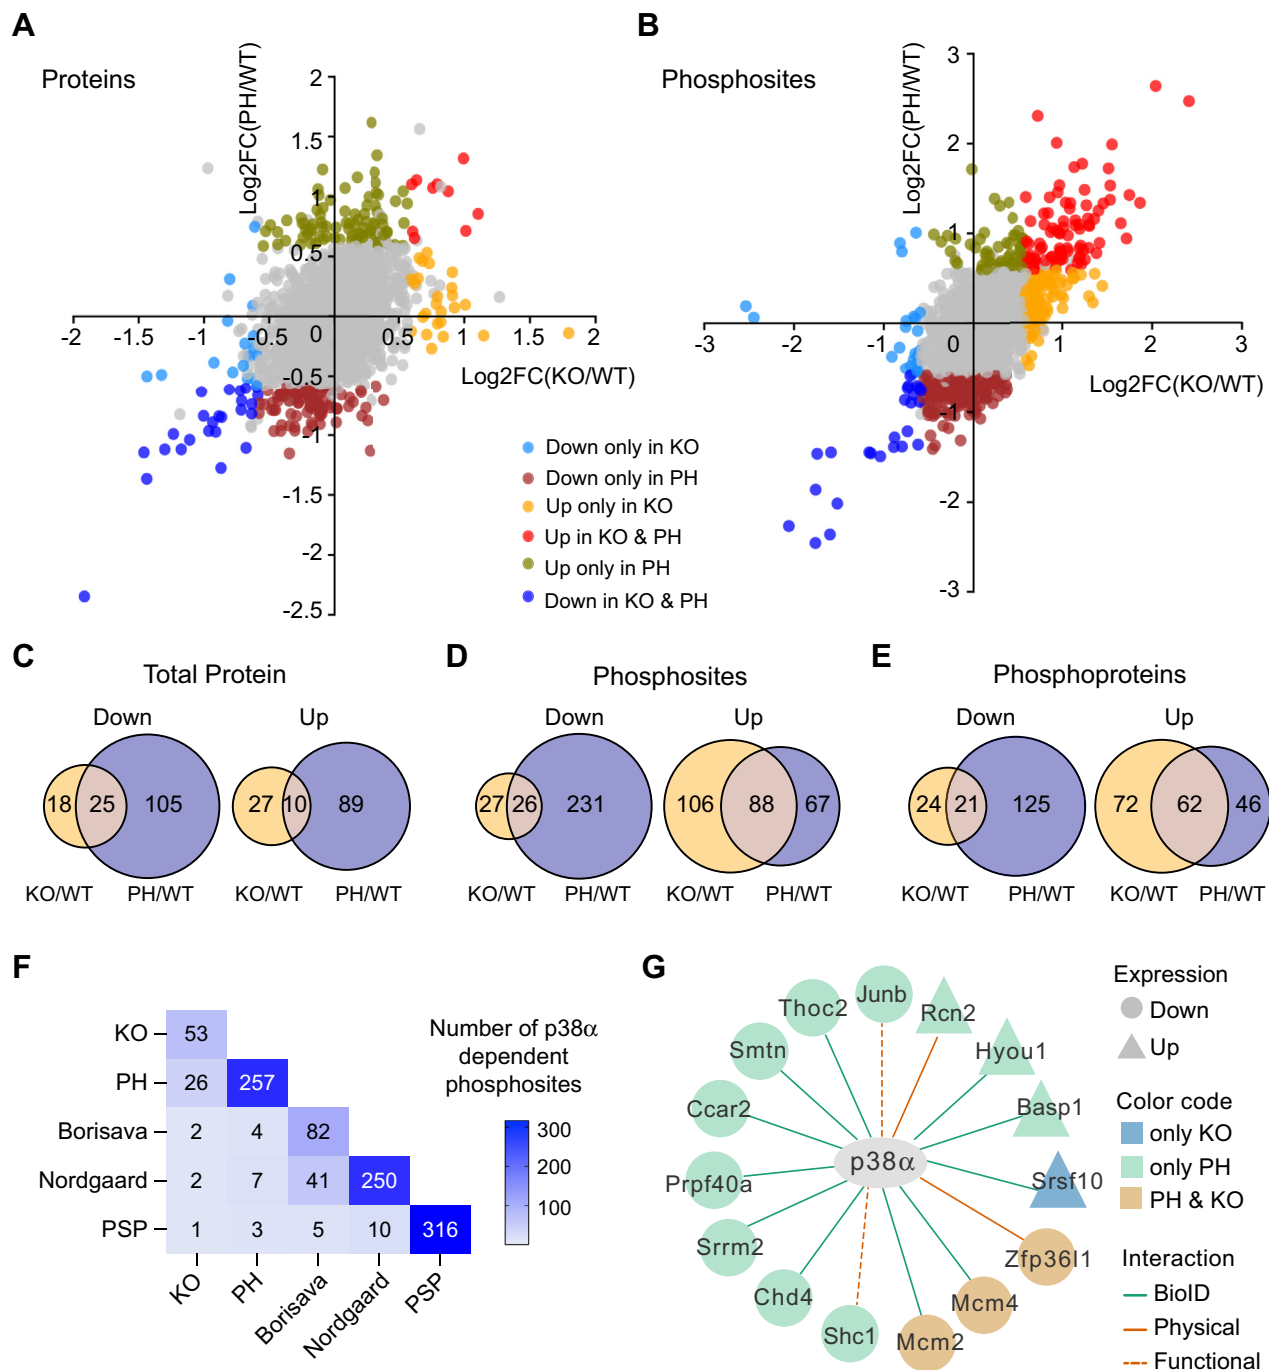 A
B
Proteins
Log2FC(PH/WT)
2
1.5
1
0.5
0
-0.5
-1
-1.5
-2
-2.5
-2
-1.5
-1
-0.5
0.5
1
1.5
2
Log2FC(KO/WT)
Down only in KO
Down only in PH
Up only in KO
Up in KO & PH
Up only in PH
Down in KO & PH
Phosphosites
Log2FC(PH/WT)
3
2
1
0
-1
-2
-3
-3
-2
-1
1
2
3
Log2FC(KO/WT)
C
Total Protein
Down
Up
18
25
105
27
10
89
KO/WT
PH/WT
KO/WT
PH/WT
D
Phosphosites
Down
Up
27
26
231
106
88
67
KO/WT
PH/WT
KO/WT
PH/WT
E
Phosphoproteins
Down
Up
24
21
125
72
62
46
KO/WT
PH/WT
KO/WT
PH/WT
F
KO
53
PH
26
257
Borisava
2
4
82
Nordgaard
2
7
41
250
PSP
1
3
5
10
316
KO
PH
Borisava
Nordgaard
PSP
Number of p38α
dependent
phosphosites
300
200
100
G
Junb
Thoc2
Rcn2
Smtn
Hyou1
Ccar2
Basp1
p38α
Prpf40a
Srsf10
Srrm2
Zfp36l1
Chd4
Mcm4
Shc1
Mcm2
Expression
Down
Up
Color code
only KO
only PH
PH & KO
Interaction
BioID
Physical
Functional